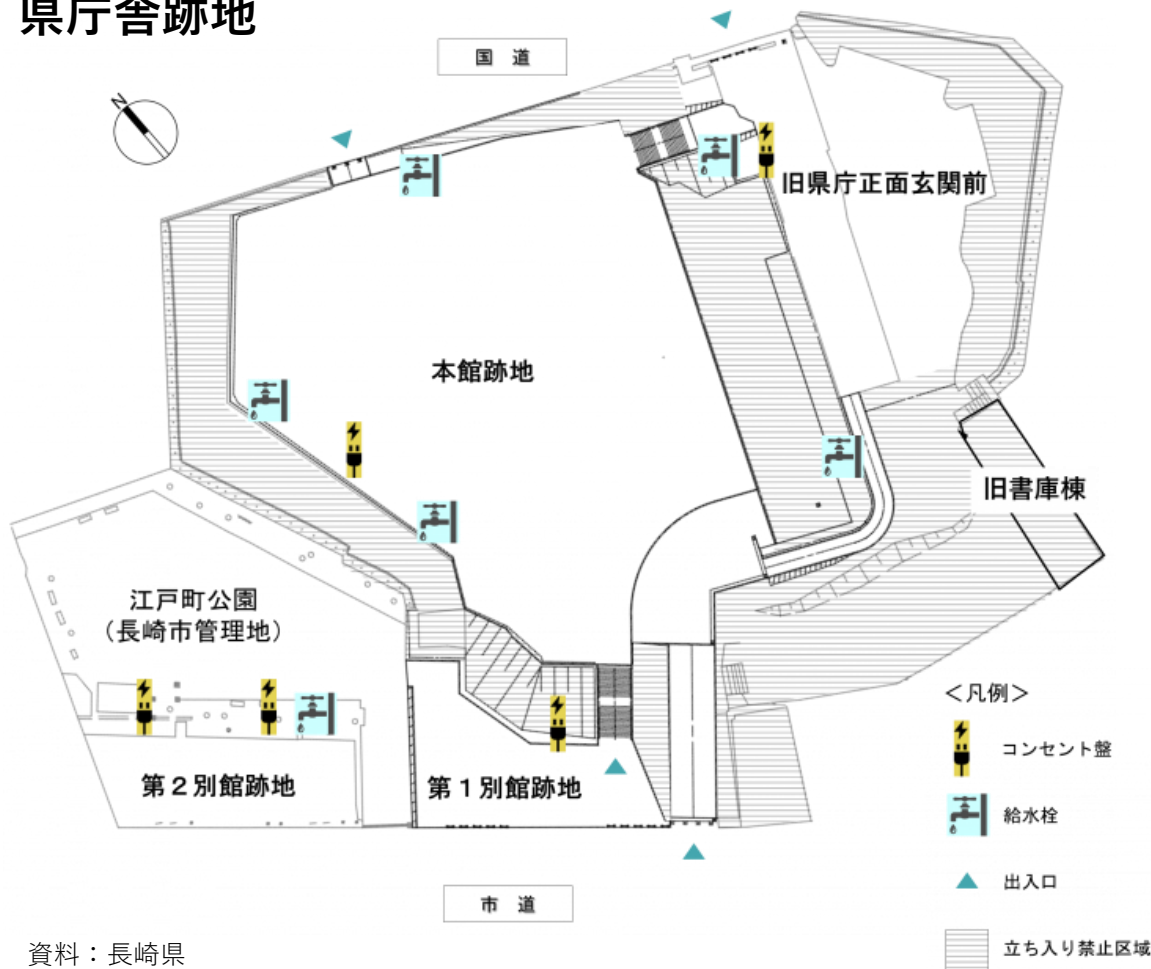 県庁舎跡地
国 道
N
旧県庁正面玄関前
本館跡地
旧書庫棟
江戸町公園
（長崎市管理地）
＜凡例＞
コンセント盤
第２別館跡地
第１別館跡地
給水栓
出入口
市 道
立ち入り禁止区域
資料：長崎県